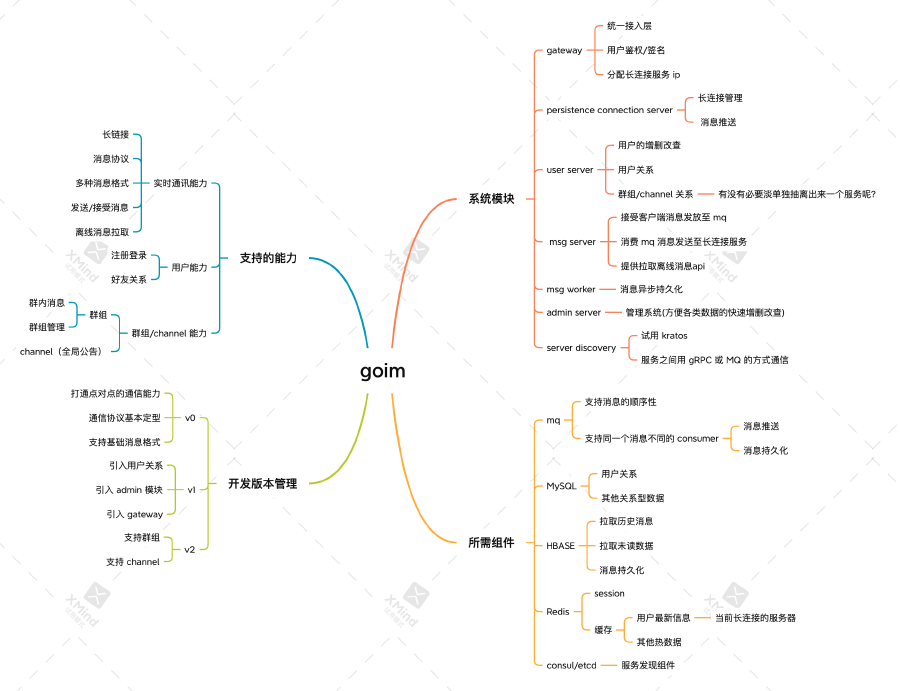 goim
系统模块
gateway
统一接入层
用户鉴权/签名
分配长连接服务 ip
persistence connection server
长连接管理
消息推送
user server
用户的增删改查
用户关系
群组/channel 关系
有没有必要淡单独抽离出来一个服务呢?
msg server
接受客户端消息发放至 mq
消费 mq 消息发送至长连接服务
提供拉取离线消息api
msg worker
消息异步持久化
admin server
管理系统(方便各类数据的快速增删改查)
server discovery
试用 kratos
服务之间用 gRPC 或 MQ 的方式通信
所需组件
mq
支持消息的顺序性
支持同一个消息不同的 consumer
消息推送
消息持久化
MySQL
用户关系
其他关系型数据
HBASE
拉取历史消息
拉取未读数据
消息持久化
Redis
session
缓存
用户最新信息
当前长连接的服务器
其他热数据
consul/etcd
服务发现组件
支持的能力
实时通讯能力
长链接
消息协议
多种消息格式
发送/接受消息
离线消息拉取
用户能力
注册登录
好友关系
群组/channel 能力
群组
群内消息
群组管理
channel（全局公告）
开发版本管理
v0
打通点对点的通信能力
通信协议基本定型
支持基础消息格式
v1
引入用户关系
引入 admin 模块
引入 gateway
v2
支持群组
支持 channel
XMind
XMind
XMind
XMind
XMind
XMind